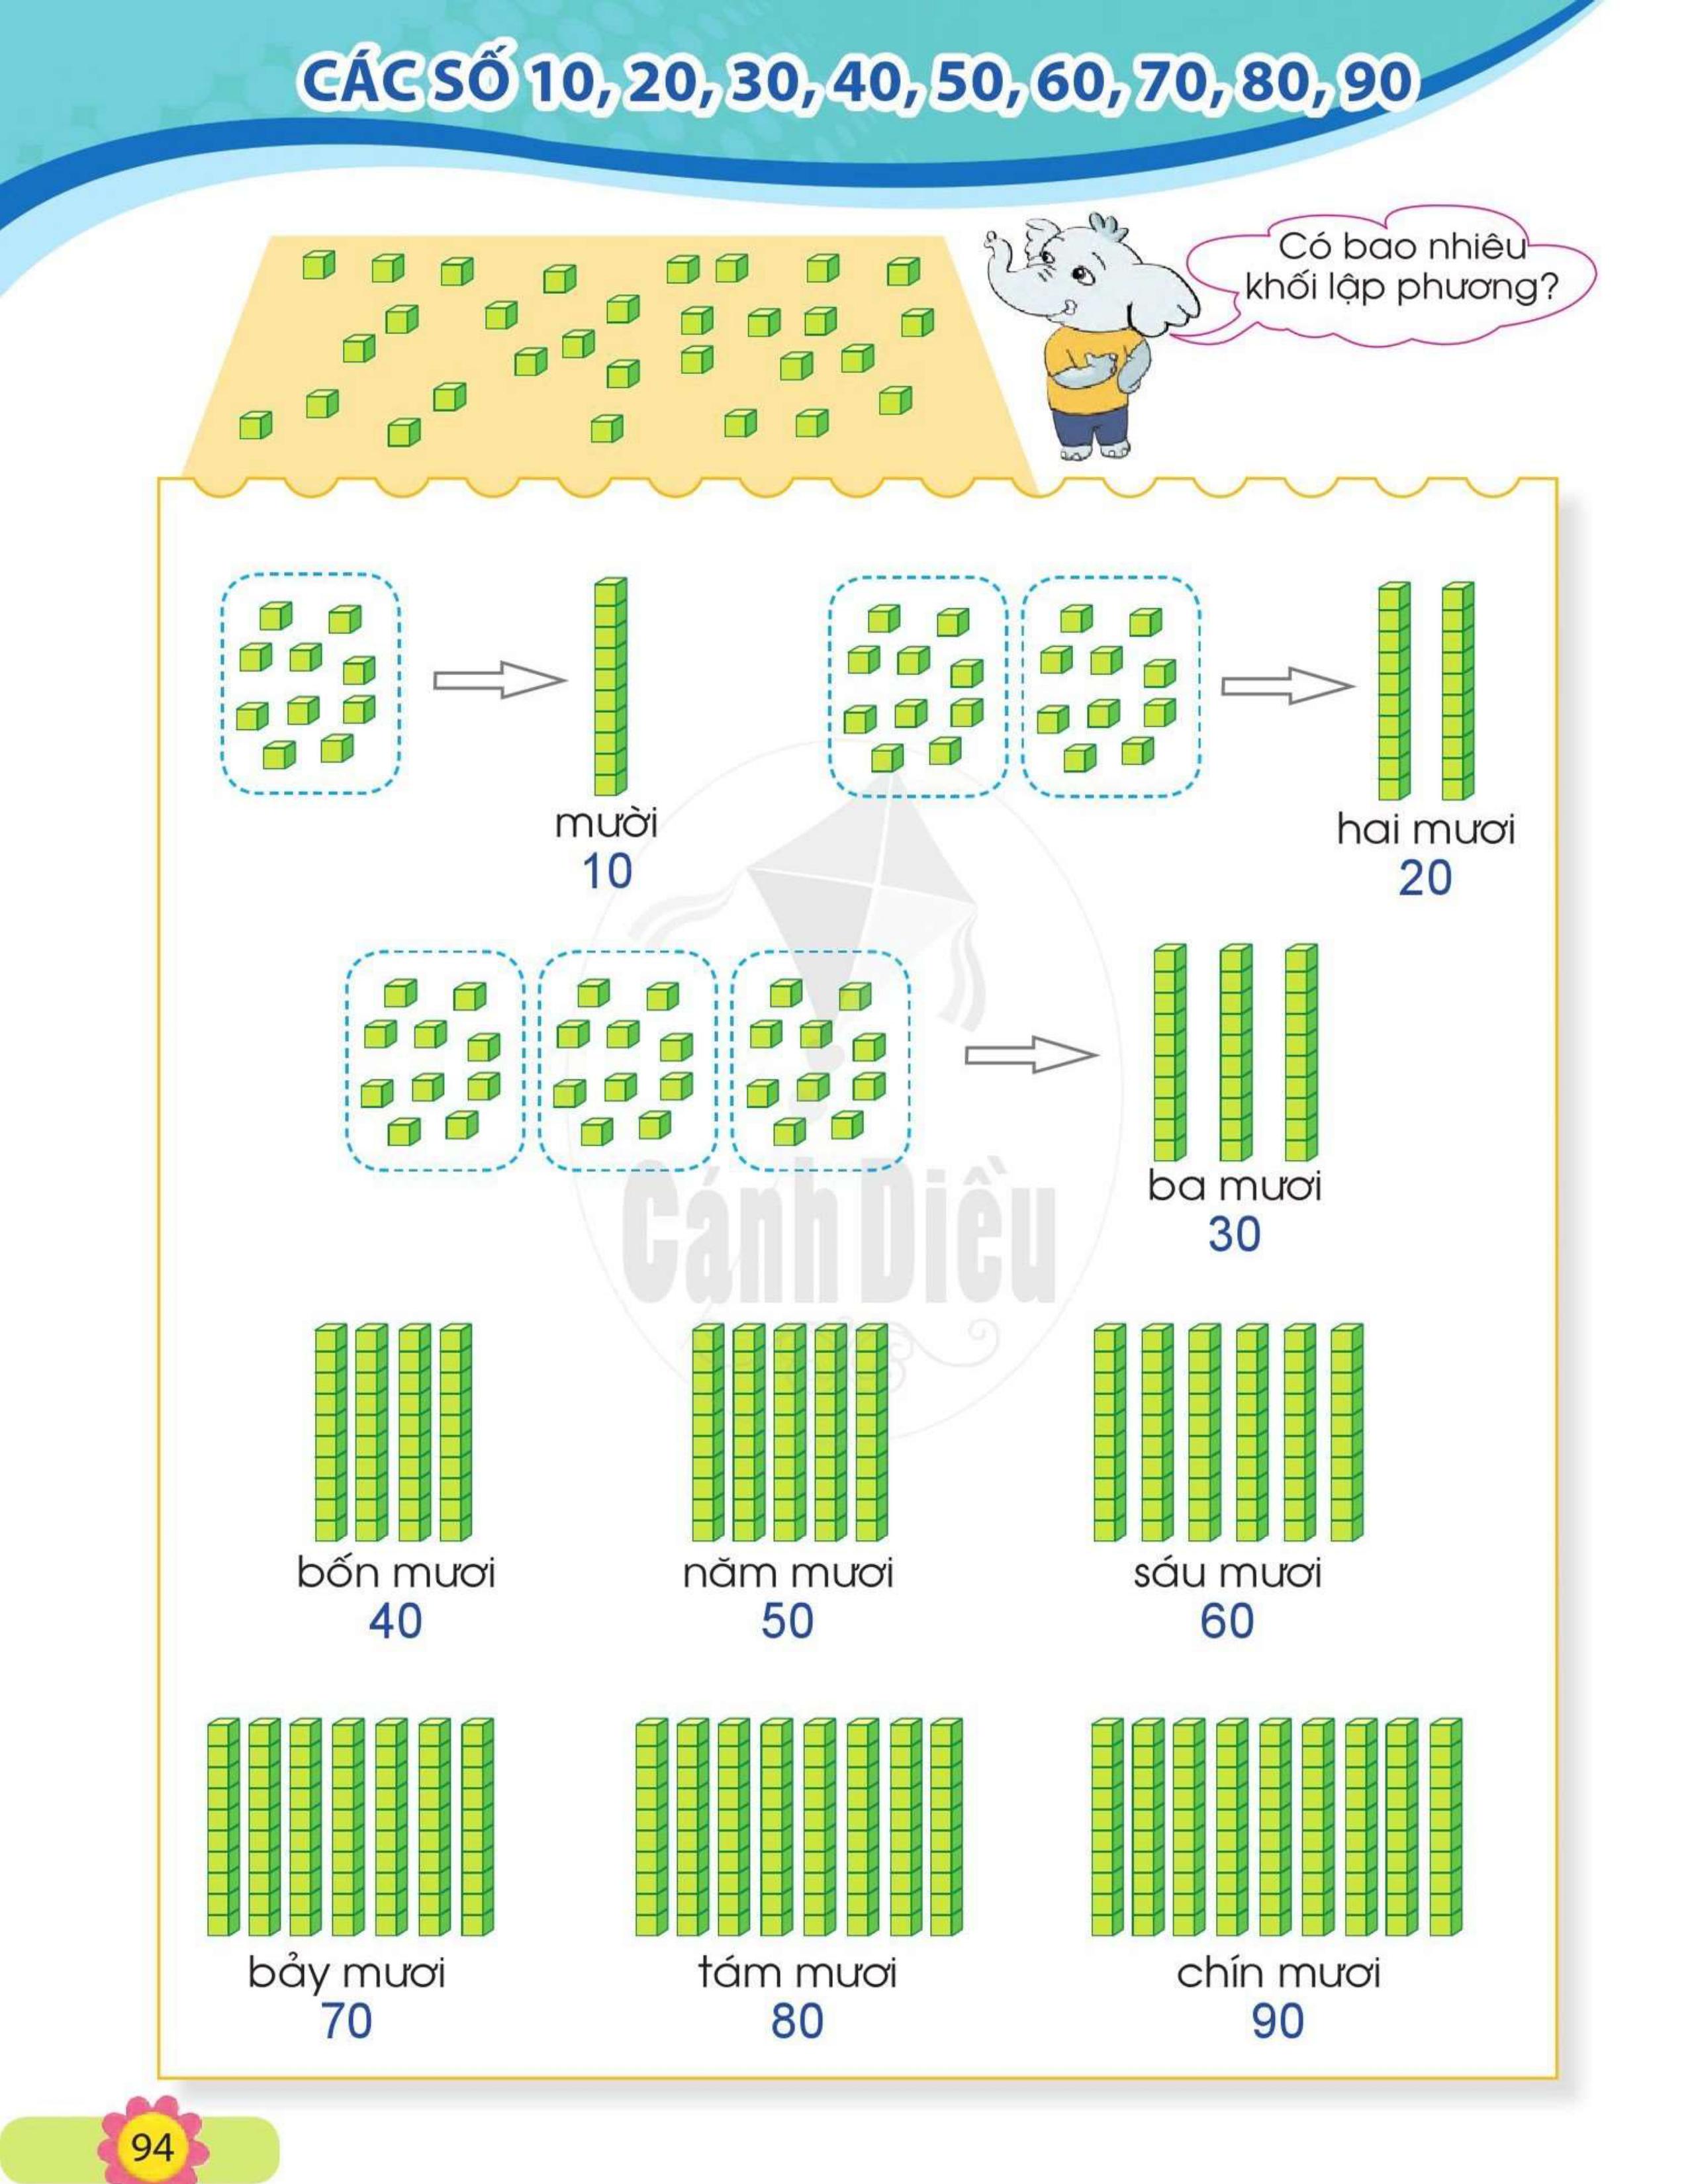 CÁC SỐ 10, 20, 30, 40, 50, 60, 70, 80, 90
Có bao nhiêu
khối lập phương?
mười
10
hai mươi
20
ba mươi
30
Cánh Diều
bốn mươi
40
năm mươi
50
sáu mươi
60
bảy mươi
70
tám mươi
80
chín mươi
90
94